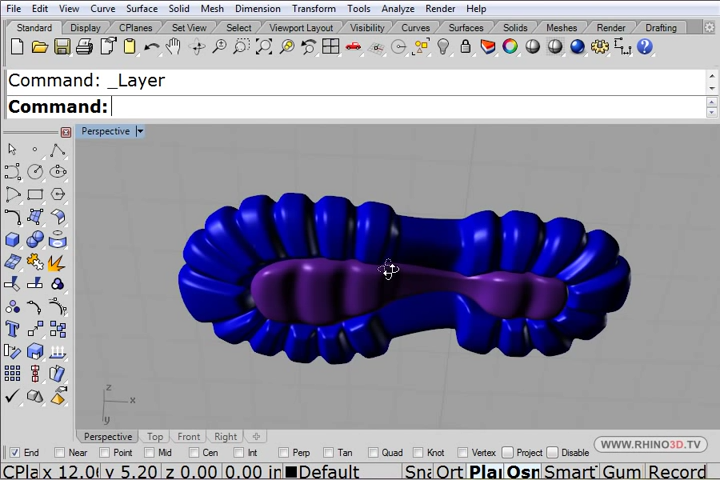 File Edit View Curve Surface Solid Mesh Dimension Transform Tools Analyze Render Help
Standard Display CPlanes Set View Select Viewport Layout Visibility Curves Surfaces Solids Meshes Render Drafting
Command: _Layer
Command:
Perspective
z
x
y
Perspective Top Front Right
End Near Point Mid Cen Int Perp Tan Quad Knot Vertex Project Disable
WWW.RHINO3D.TV
CPla x 12.0 y 5.20 z 0.00 0.00 in Default Sna Ort Pla Osn Smart Gum Record